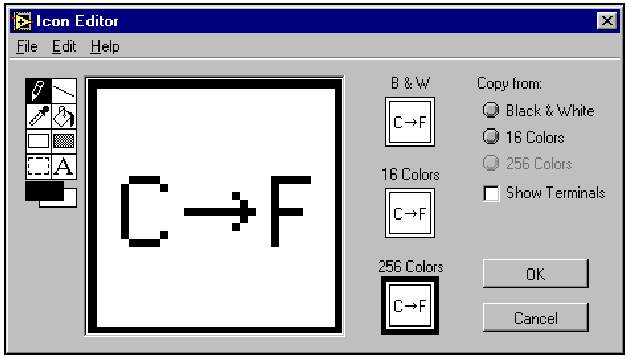 Icon Editor
File Edit Help
C→F
B & W
C→F
16 Colors
C→F
256 Colors
C→F
Copy from:
Black & White
16 Colors
256 Colors
Show Terminals
OK
Cancel
A